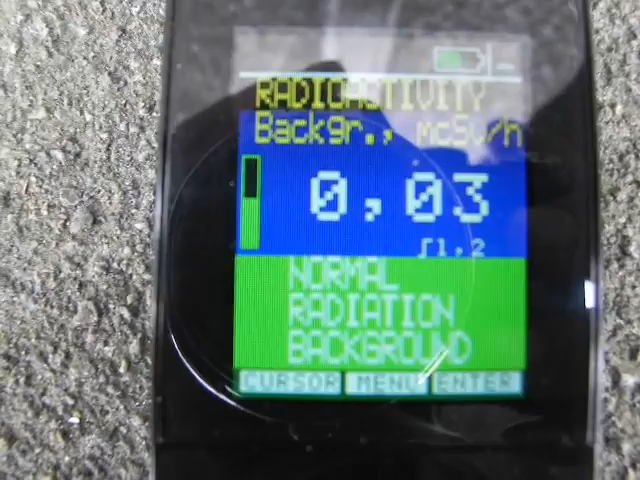 RADIOACTIVITY
Backgr., mcSv/h
0,03
1,2
NORMAL
RADIATION
BACKGROUND
CURSOR MENU ENTER